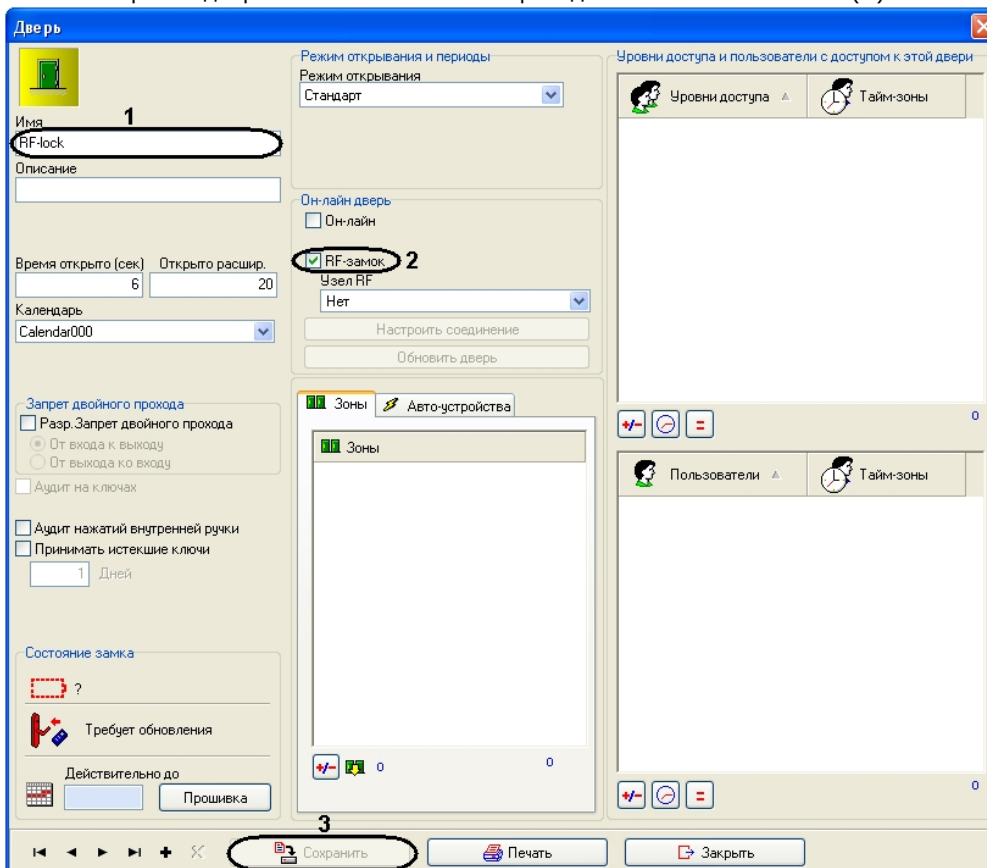 Дверь
1
Имя
RF-lock
Описание
Время открыто (сек)
Открыто расшир.
6
20
Календарь
Calendar000
Запрет двойного прохода
Разр.Запрет двойного прохода
От входа к выходу
От выхода ко входу
Аудит на ключах
Аудит нажатий внутренней ручки
Принимать истекшие ключи
1 Дней
Состояние замка
?
Требует обновления
Действительно до
Прошивка
Режим открывания и периоды
Режим открывания
Стандарт
Он-лайн дверь
Он-лайн
RF-замок
2
Узел RF
Нет
Настроить соединение
Обновить дверь
Зоны
Авто-устройства
Зоны
+/- 0
0
Уровни доступа и пользователи с доступом к этой двери
Уровни доступа
Тайм-зоны
+/- =
0
Пользователи
Тайм-зоны
+/- =
0
3
Сохранить
Печать
Закрыть